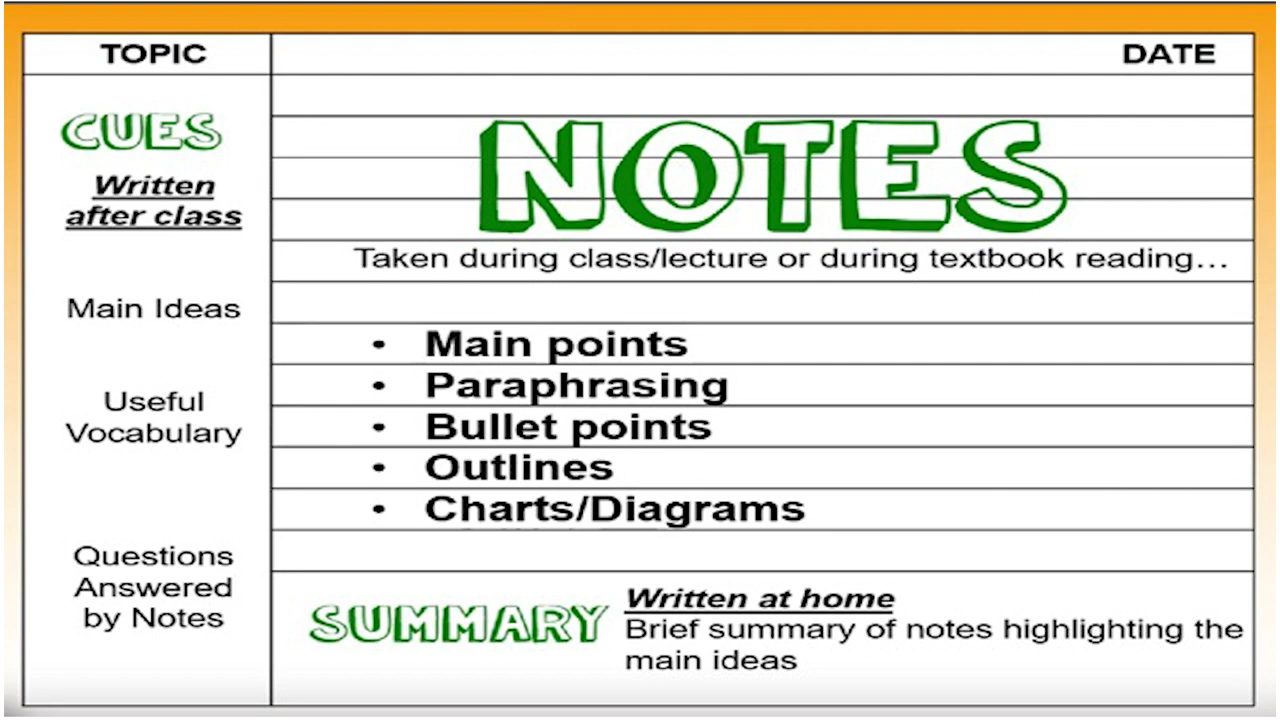 TOPIC
DATE
CUES
Written
after class
Main Ideas
Useful
Vocabulary
Questions
Answered
by Notes
NOTES
Taken during class/lecture or during textbook reading...
• Main points
• Paraphrasing
• Bullet points
• Outlines
• Charts/Diagrams
SUMMARY
Written at home
Brief summary of notes highlighting the
main ideas